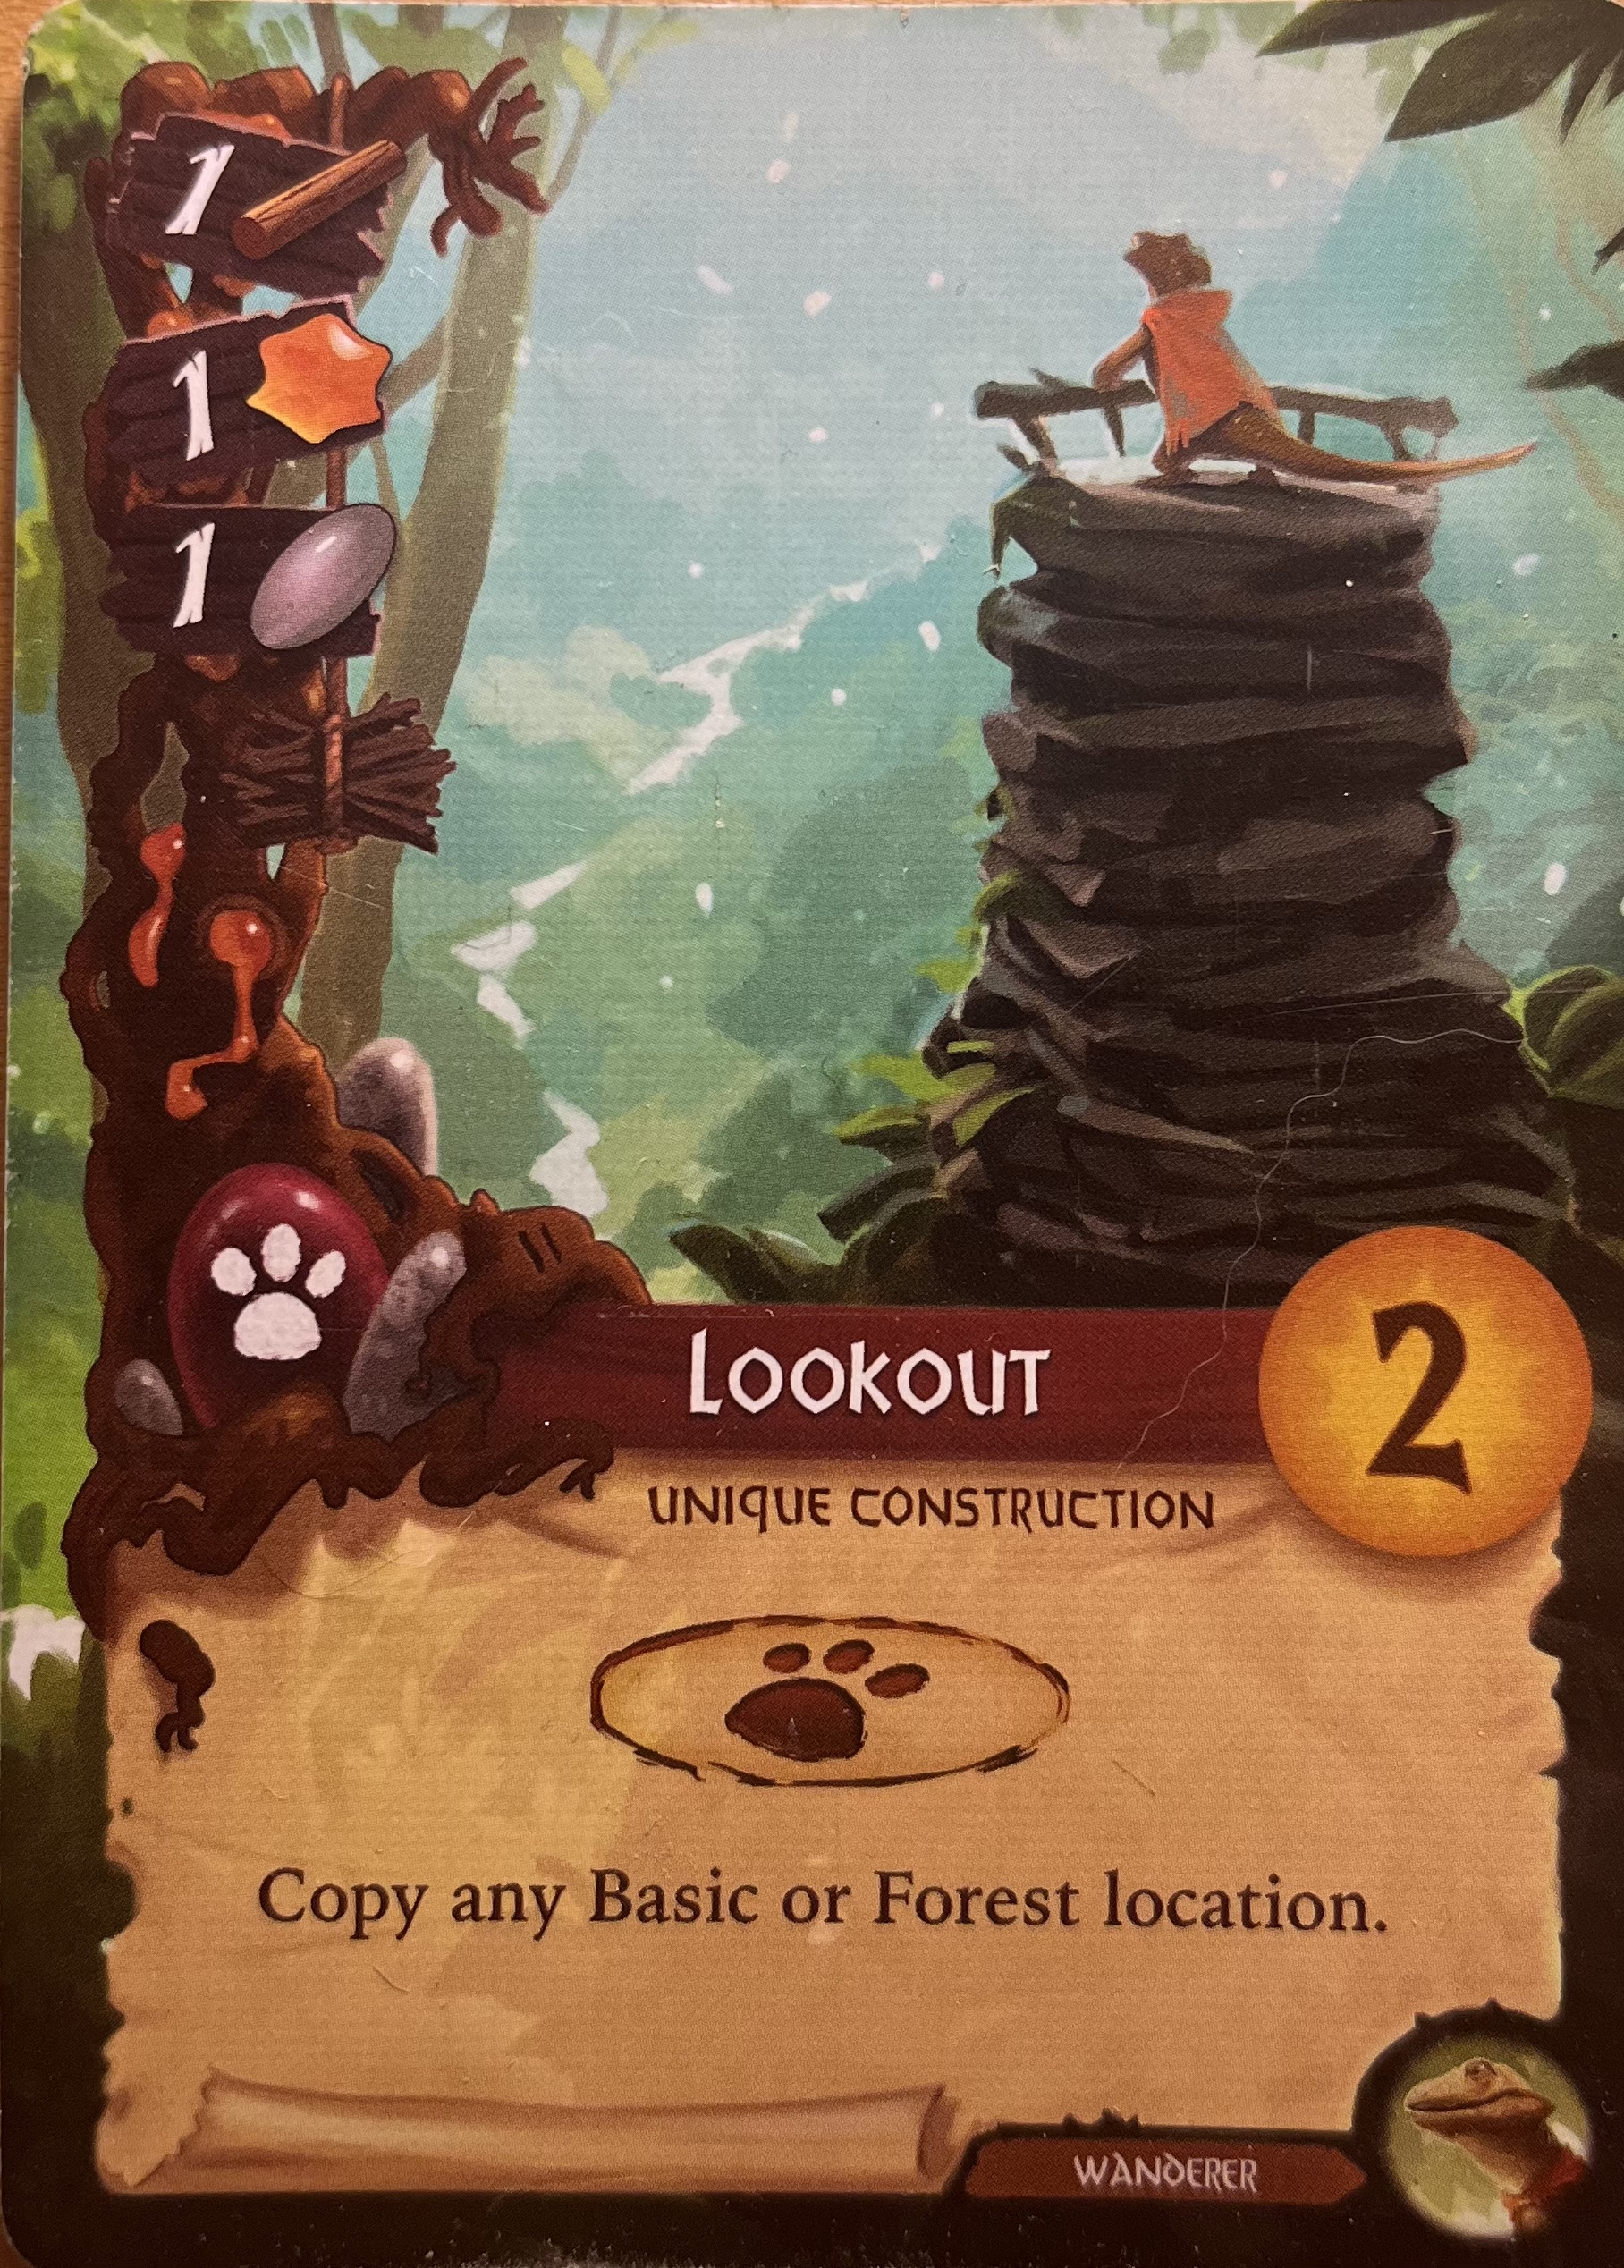 1
1
1
LOOKOUT
2
UNIQUE CONSTRUCTION
Copy any Basic or Forest location.
WANDERER